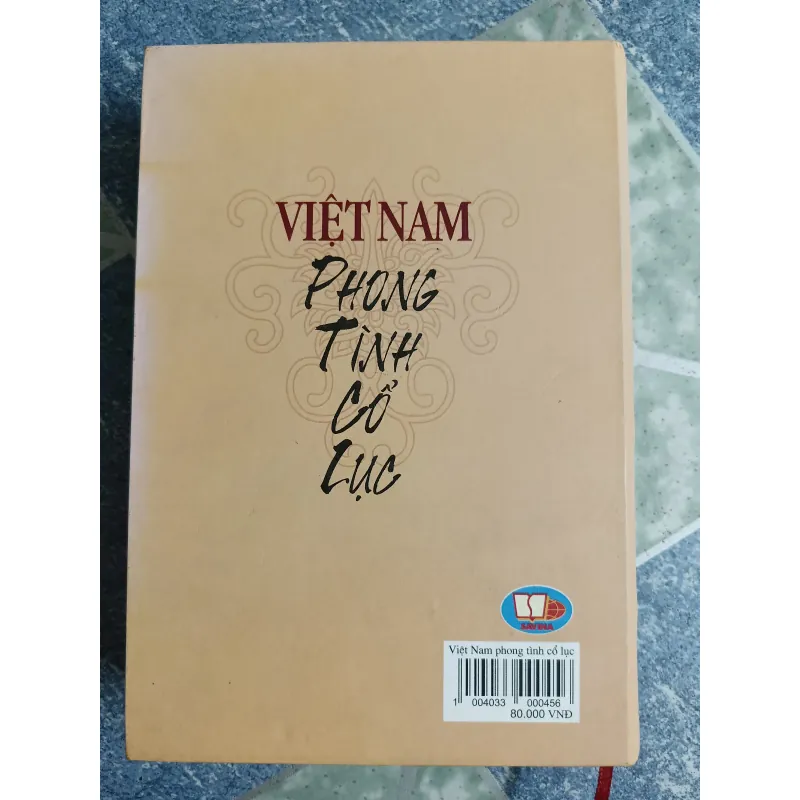 VIỆT NAM
PHONG
TÌNH
CỔ
LỤC
Việt Nam phong tình cổ lục
1 004033 000456
80.000 VNĐ